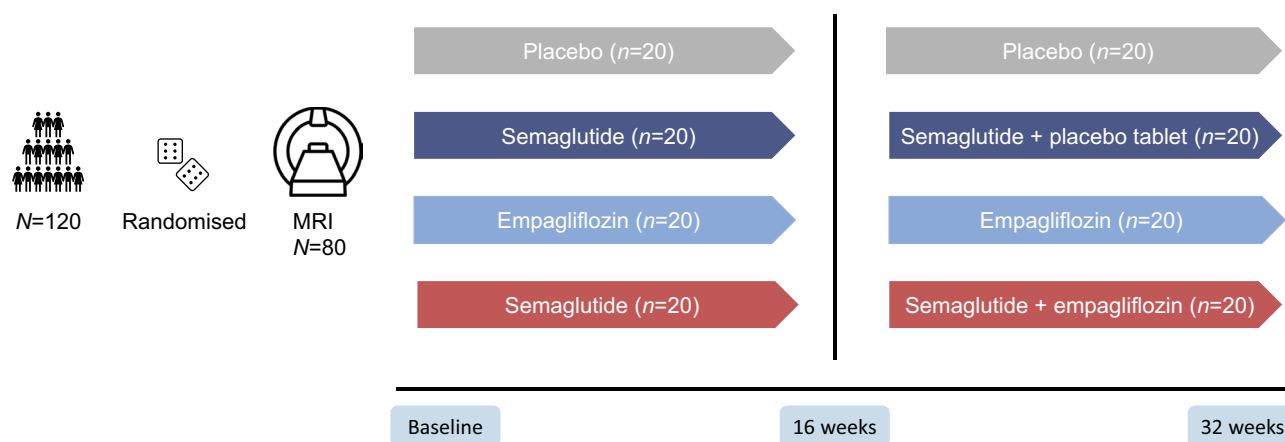 Placebo (n=20)
Placebo (n=20)
Semaglutide (n=20)
Semaglutide + placebo tablet (n=20)
N=120
Randomised
MRI
N=80
Empagliflozin (n=20)
Empagliflozin (n=20)
Semaglutide (n=20)
Semaglutide + empagliflozin (n=20)
Baseline
16 weeks
32 weeks